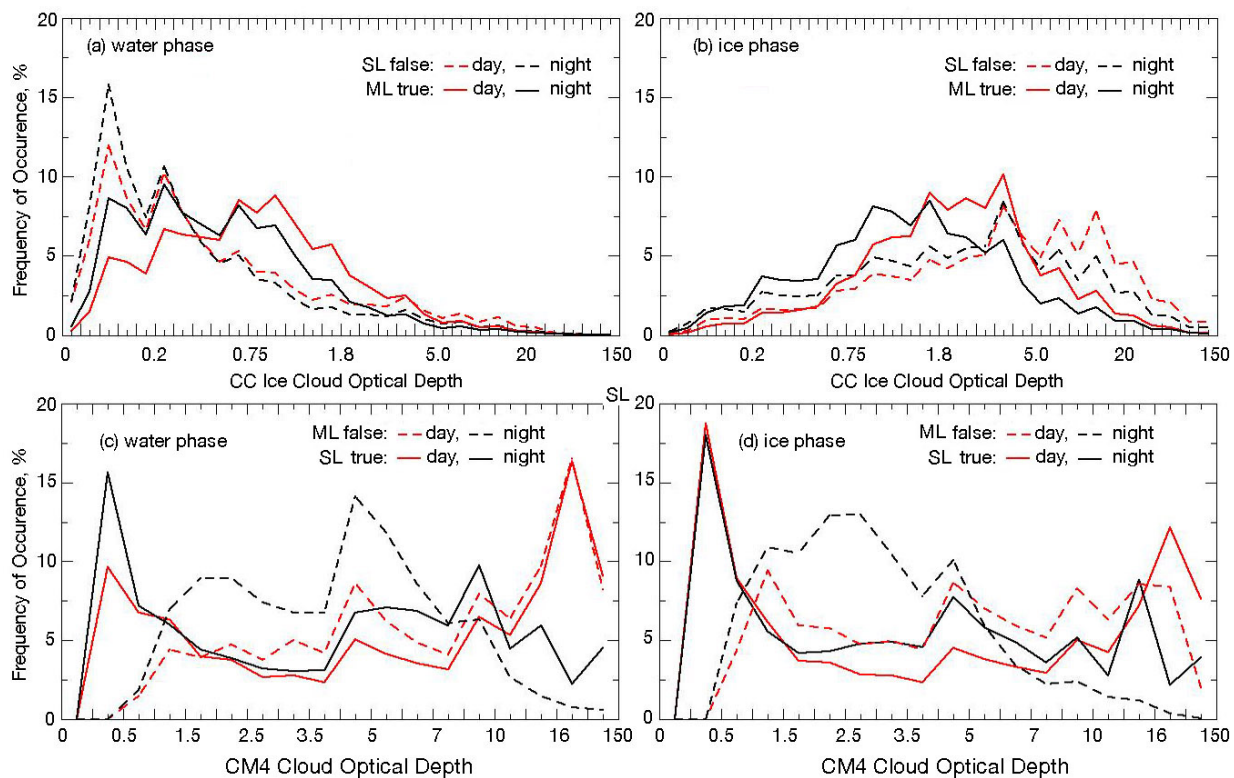 20
15
10
5
0
Frequency of Occurence, %
(a) water phase
SL false: day, night
ML true: day, night
0 0.2 0.75 1.8 5.0 20 150
CC Ice Cloud Optical Depth
20
15
10
5
0
(b) ice phase
SL false: day, night
ML true: day, night
0 0.2 0.75 1.8 5.0 20 150
CC Ice Cloud Optical Depth
SL
20
15
10
5
0
Frequency of Occurence, %
(c) water phase
ML false: day, night
SL true: day, night
0 0.5 1.5 2.5 3.5 5 7 10 16 150
CM4 Cloud Optical Depth
20
15
10
5
0
(d) ice phase
ML false: day, night
SL true: day, night
0 0.5 1.5 2.5 3.5 5 7 10 16 150
CM4 Cloud Optical Depth